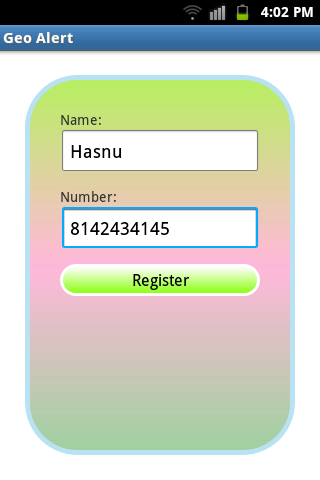 4:02 PM
Geo Alert
Name:
Hasnu
Number:
8142434145
Register